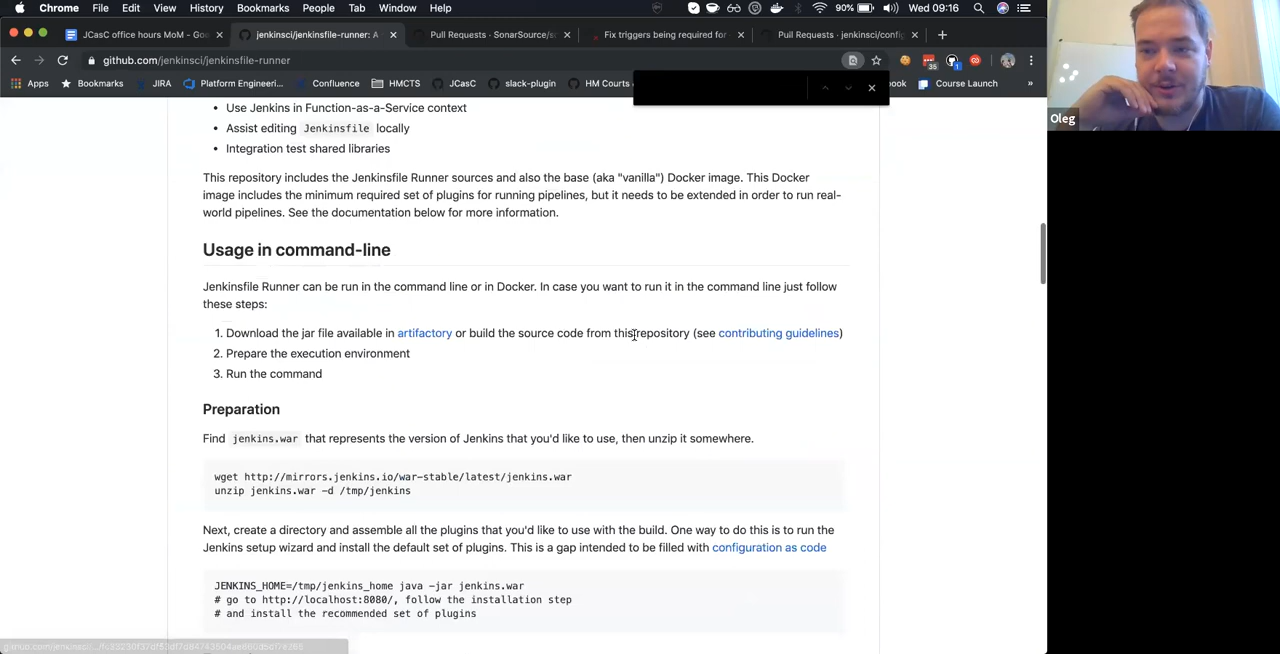 Chrome File Edit View History Bookmarks People Tab Window Help 90% Wed 09:16
JCasC office hours MoM - Goo
jenkinsci/jenkinsfile-runner: A
Pull Requests · SonarSource/s
Fix triggers being required for
Pull Requests · jenkinsci/config
github.com/jenkinsci/jenkinsfile-runner
35
1
Apps Bookmarks JIRA Platform Engineeri... Confluence HMCTS JCasC slack-plugin HM Courts ook Course Launch »
Oleg
• Use Jenkins in Function-as-a-Service context
• Assist editing Jenkinsfile locally
• Integration test shared libraries
This repository includes the Jenkinsfile Runner sources and also the base (aka "vanilla") Docker image. This Docker
image includes the minimum required set of plugins for running pipelines, but it needs to be extended in order to run real-
world pipelines. See the documentation below for more information.
Usage in command-line
Jenkinsfile Runner can be run in the command line or in Docker. In case you want to run it in the command line just follow
these steps:
1. Download the jar file available in artifactory or build the source code from this repository (see contributing guidelines)
2. Prepare the execution environment
3. Run the command
Preparation
Find jenkins.war that represents the version of Jenkins that you'd like to use, then unzip it somewhere.
wget http://mirrors.jenkins.io/war-stable/latest/jenkins.war
unzip jenkins.war -d /tmp/jenkins
Next, create a directory and assemble all the plugins that you'd like to use with the build. One way to do this is to run the
Jenkins setup wizard and install the default set of plugins. This is a gap intended to be filled with configuration as code
JENKINS_HOME=/tmp/jenkins_home java -jar jenkins.war
# go to http://localhost:8080/, follow the installation step
# and install the recommended set of plugins